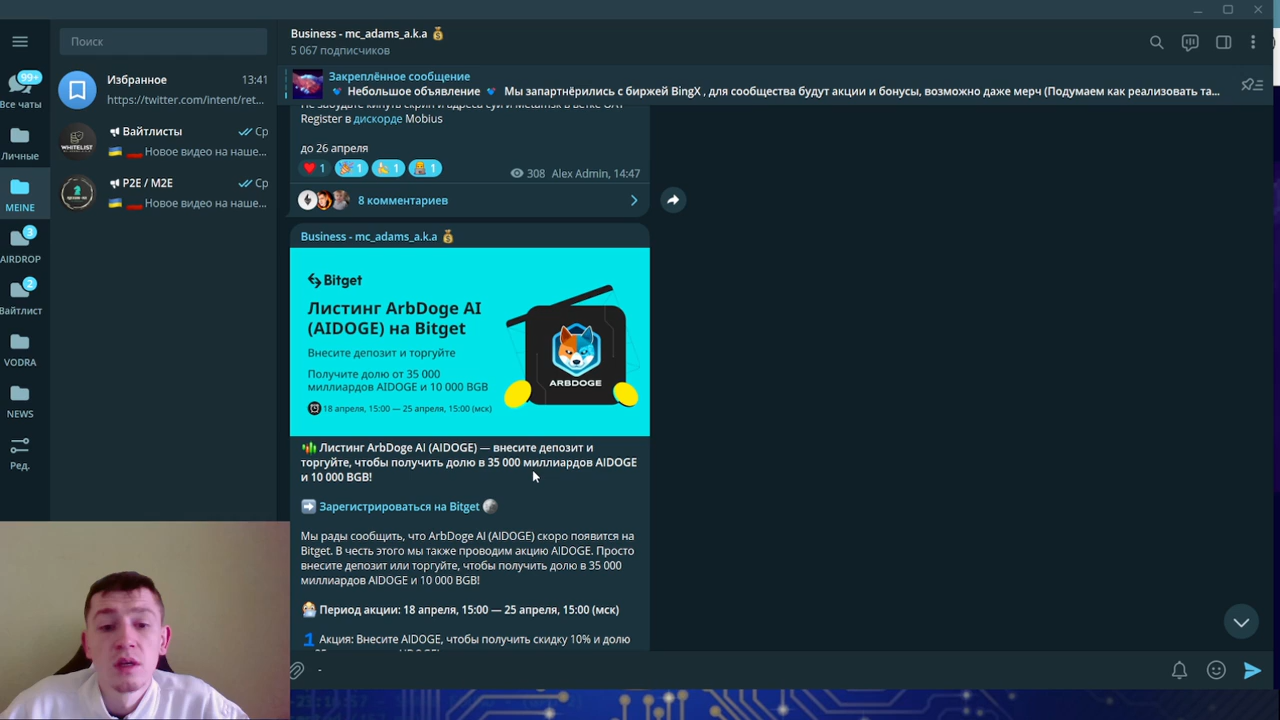 Поиск
Все чаты
99+
Личные
MEINE
AIRDROP
3
Вайтлист
2
VODRA
NEWS
Ред.
Избранное 13:41
https://twitter.com/intent/ret...
Вайтлисты Ср
Новое видео на наше...
P2E / M2E Ср
Новое видео на наше...
Business - mc_adams_a.k.a
5 067 подписчиков
Закреплённое сообщение
Небольшое объявление Мы запартнёрились с биржей BingX , для сообщества будут акции и бонусы, возможно даже мерч (Подумаем как реализовать та...
Register в дискорде Mobius
до 26 апреля
1 1 1 1
308 Alex Admin, 14:47
8 комментариев
Business - mc_adams_a.k.a
Bitget
Листинг ArbDoge AI
(AIDOGE) на Bitget
Внесите депозит и торгуйте
Получите долю от 35 000
миллиардов AIDOGE и 10 000 BGB
18 апреля, 15:00 — 25 апреля, 15:00 (мск)
ARBDOGE
Листинг ArbDoge AI (AIDOGE) — внесите депозит и
торгуйте, чтобы получить долю в 35 000 миллиардов AIDOGE
и 10 000 BGB!
Зарегистрироваться на Bitget
Мы рады сообщить, что ArbDoge AI (AIDOGE) скоро появится на
Bitget. В честь этого мы также проводим акцию AIDOGE. Просто
внесите депозит или торгуйте, чтобы получить долю в 35 000
миллиардов AIDOGE и 10 000 BGB!
Период акции: 18 апреля, 15:00 — 25 апреля, 15:00 (мск)
1 Акция: Внесите AIDOGE, чтобы получить скидку 10% и долю
-